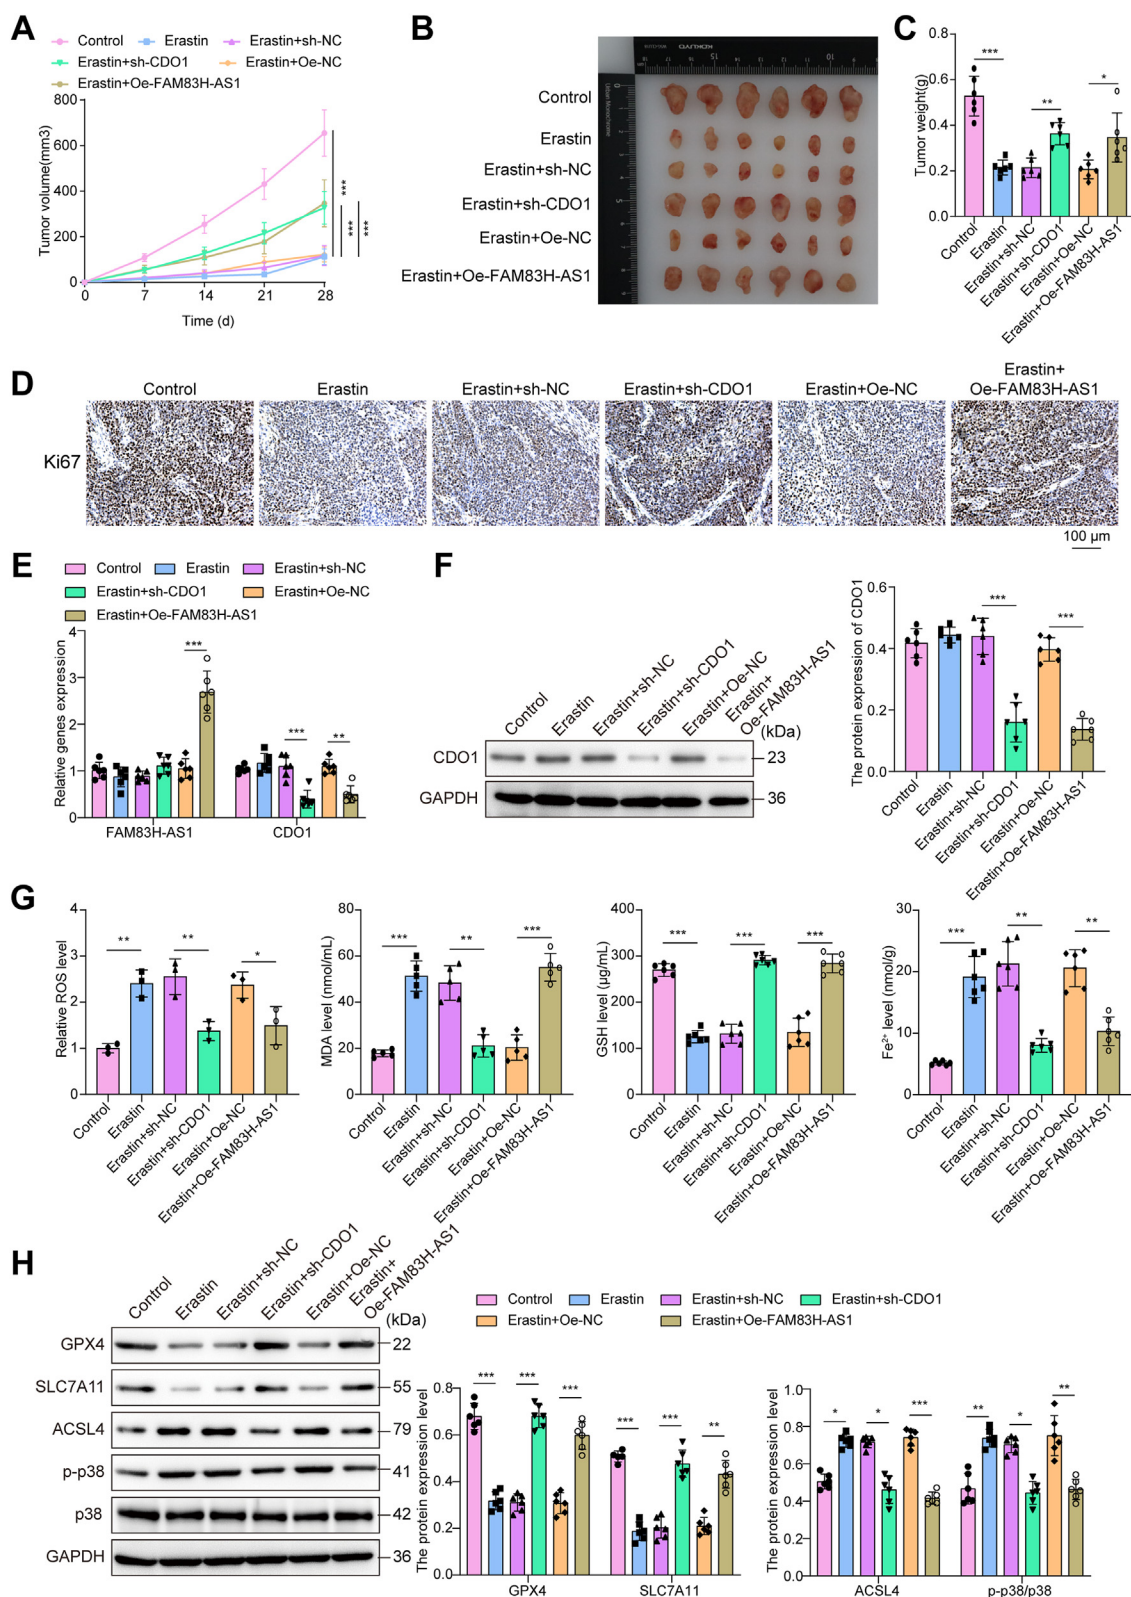 A
Control
Erastin
Erastin+sh-NC
Erastin+sh-CDO1
Erastin+Oe-NC
Erastin+Oe-FAM83H-AS1
Tumor volume(mm3)
800
600
400
200
0
***
***
***
0 7 14 21 28
Time (d)
B
Control
Erastin
Erastin+sh-NC
Erastin+sh-CDO1
Erastin+Oe-NC
Erastin+Oe-FAM83H-AS1
15 10
C
Tumor weight(g)
0.8
0.6
0.4
0.2
0.0
*** ** *
Control
Erastin
Erastin+sh-NC
Erastin+sh-CDO1
Erastin+Oe-NC
Erastin+Oe-FAM83H-AS1
D
Control
Erastin
Erastin+sh-NC
Erastin+sh-CDO1
Erastin+Oe-NC
Erastin+
Oe-FAM83H-AS1
Ki67
100 μm
E
Control
Erastin
Erastin+sh-NC
Erastin+sh-CDO1
Erastin+Oe-NC
Erastin+Oe-FAM83H-AS1
Relative genes expression
4
3
2
1
0
*** *** **
FAM83H-AS1
CDO1
F
Control
Erastin
Erastin+sh-NC
Erastin+sh-CDO1
Erastin+Oe-NC
Erastin+
Oe-FAM83H-AS1
(kDa)
CDO1 23
GAPDH 36
The protein expression of CDO1
0.6
0.4
0.2
0.0
*** ***
Control
Erastin
Erastin+sh-NC
Erastin+sh-CDO1
Erastin+Oe-NC
Erastin+Oe-FAM83H-AS1
G
Relative ROS level
4
3
2
1
0
** ** *
Control
Erastin
Erastin+sh-NC
Erastin+sh-CDO1
Erastin+Oe-NC
Erastin+Oe-FAM83H-AS1
MDA level (nmol/mL)
80
60
40
20
0
*** ** ***
Control
Erastin
Erastin+sh-NC
Erastin+sh-CDO1
Erastin+Oe-NC
Erastin+Oe-FAM83H-AS1
GSH level (μg/mL)
400
300
200
100
0
*** *** ***
Control
Erastin
Erastin+sh-NC
Erastin+sh-CDO1
Erastin+Oe-NC
Erastin+Oe-FAM83H-AS1
Fe²⁺ level (nmol/g)
30
20
10
0
*** ** **
Control
Erastin
Erastin+sh-NC
Erastin+sh-CDO1
Erastin+Oe-NC
Erastin+Oe-FAM83H-AS1
H
Control
Erastin
Erastin+sh-NC
Erastin+sh-CDO1
Erastin+Oe-NC
Erastin+
Oe-FAM83H-AS1
(kDa)
GPX4 22
SLC7A11 55
ACSL4 79
p-p38 41
p38 42
GAPDH 36
Control
Erastin
Erastin+sh-NC
Erastin+sh-CDO1
Erastin+Oe-NC
Erastin+Oe-FAM83H-AS1
The protein expression level
0.8
0.6
0.4
0.2
0.0
*** *** *** *** *** **
GPX4
SLC7A11
The protein expression level
1.0
0.8
0.6
0.4
0.2
0.0
* * *** ** * **
ACSL4
p-p38/p38